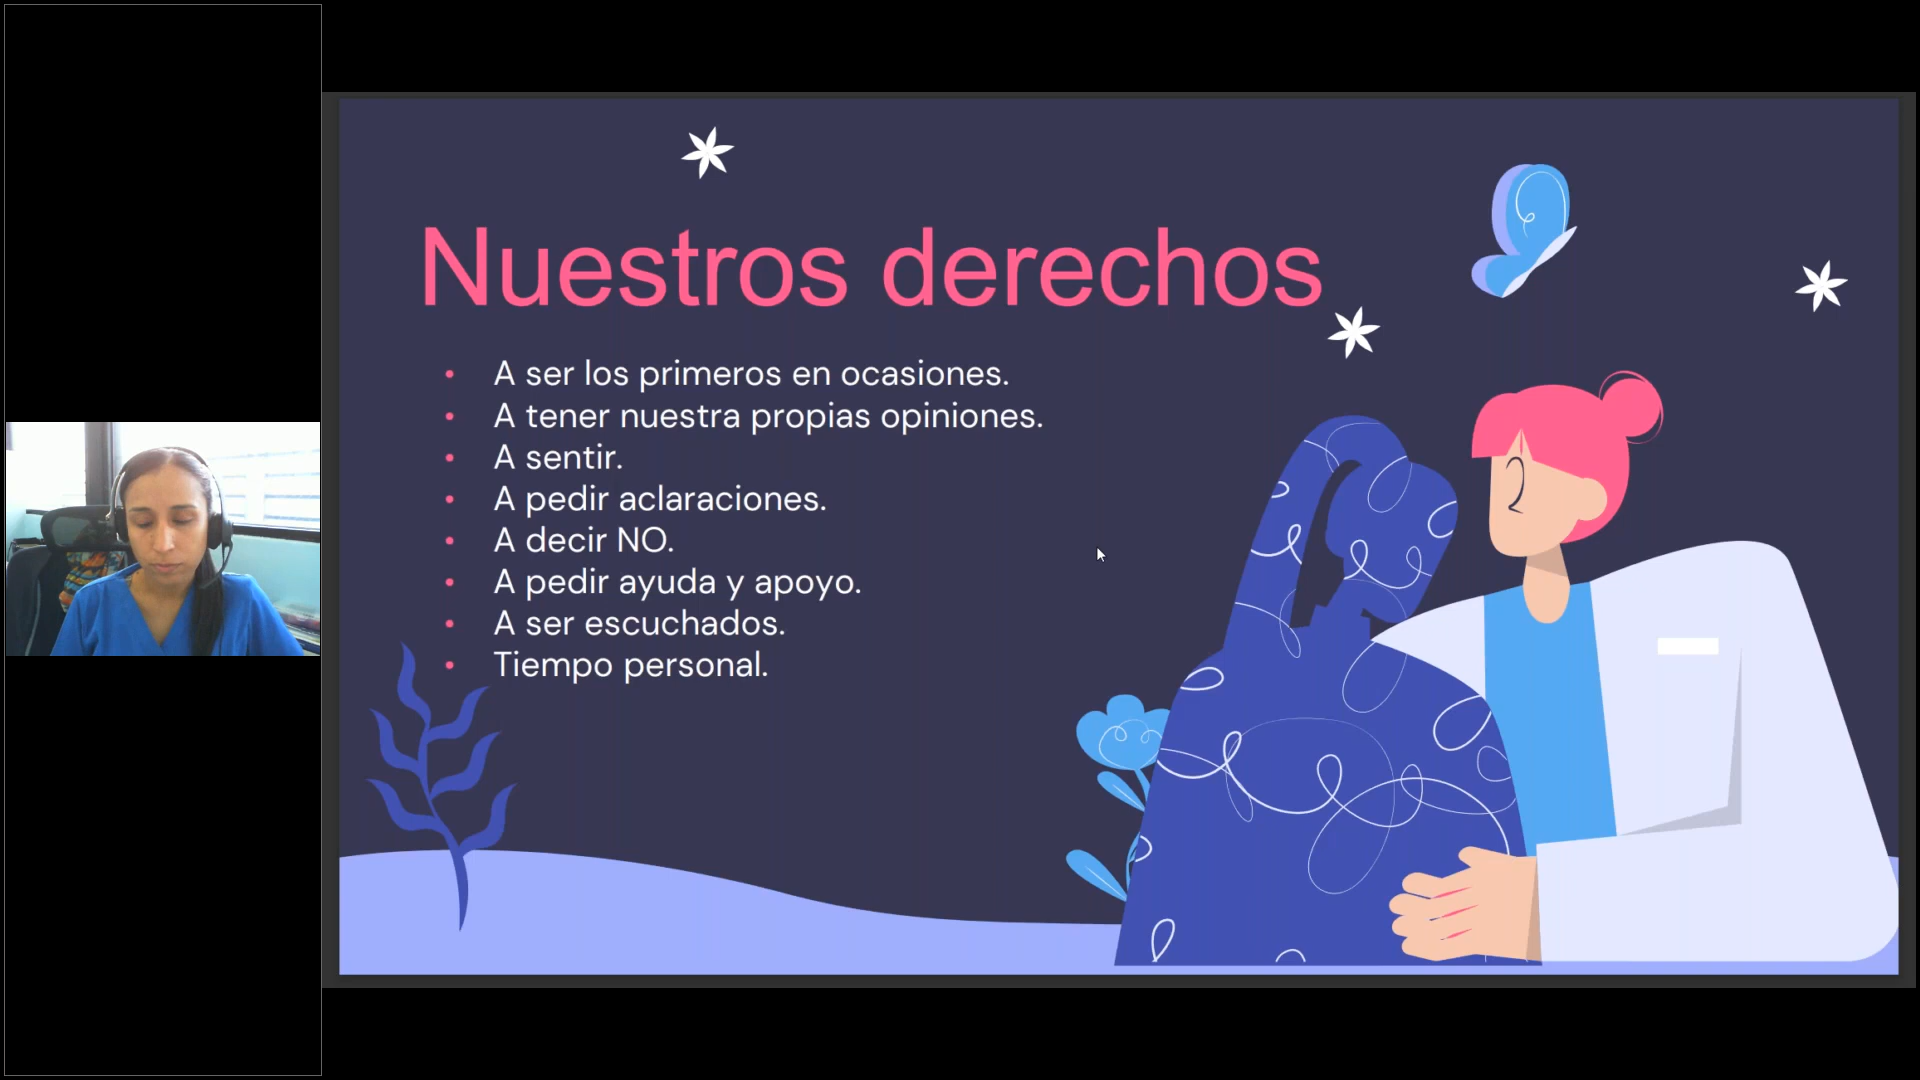 Nuestros derechos
A ser los primeros en ocasiones.
A tener nuestra propias opiniones.
A sentir.
A pedir aclaraciones.
A decir NO.
A pedir ayuda y apoyo.
A ser escuchados.
Tiempo personal.